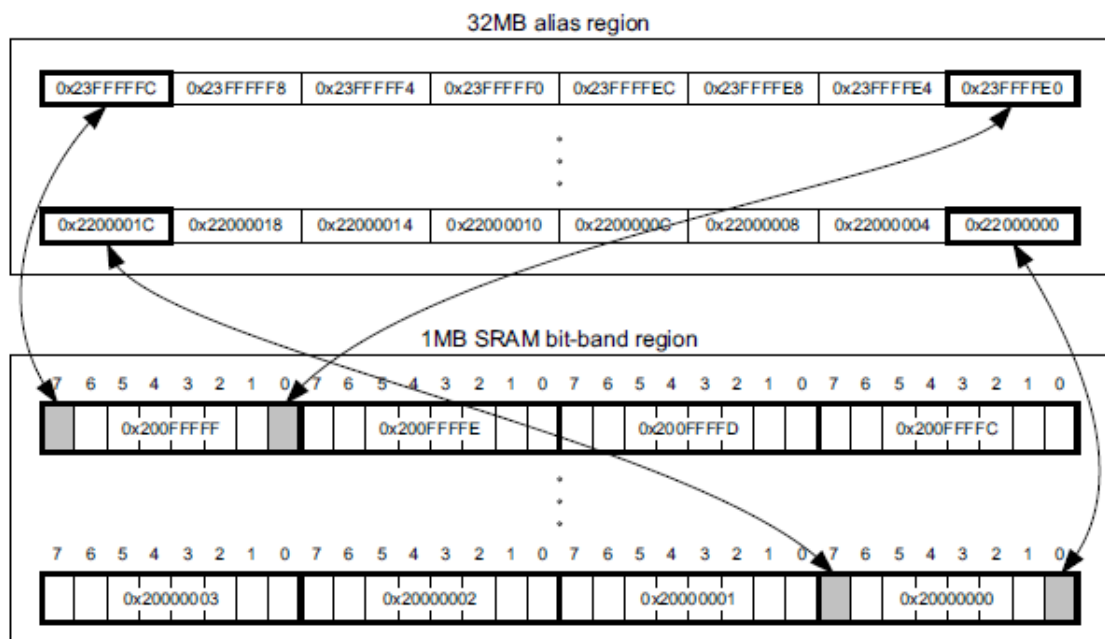 32MB alias region
0x23FFFFFC 0x23FFFFF8 0x23FFFFF4 0x23FFFFF0 0x23FFFFEC 0x23FFFFE8 0x23FFFFE4 0x23FFFFE0
0x2200001C 0x22000018 0x22000014 0x22000010 0x2200000C 0x22000008 0x22000004 0x22000000
1MB SRAM bit-band region
7 6 5 4 3 2 1 0 7 6 5 4 3 2 1 0 7 6 5 4 3 2 1 0 7 6 5 4 3 2 1 0
0x200FFFFF 0x200FFFFE 0x200FFFFD 0x200FFFFC
7 6 5 4 3 2 1 0 7 6 5 4 3 2 1 0 7 6 5 4 3 2 1 0 7 6 5 4 3 2 1 0
0x20000003 0x20000002 0x20000001 0x20000000